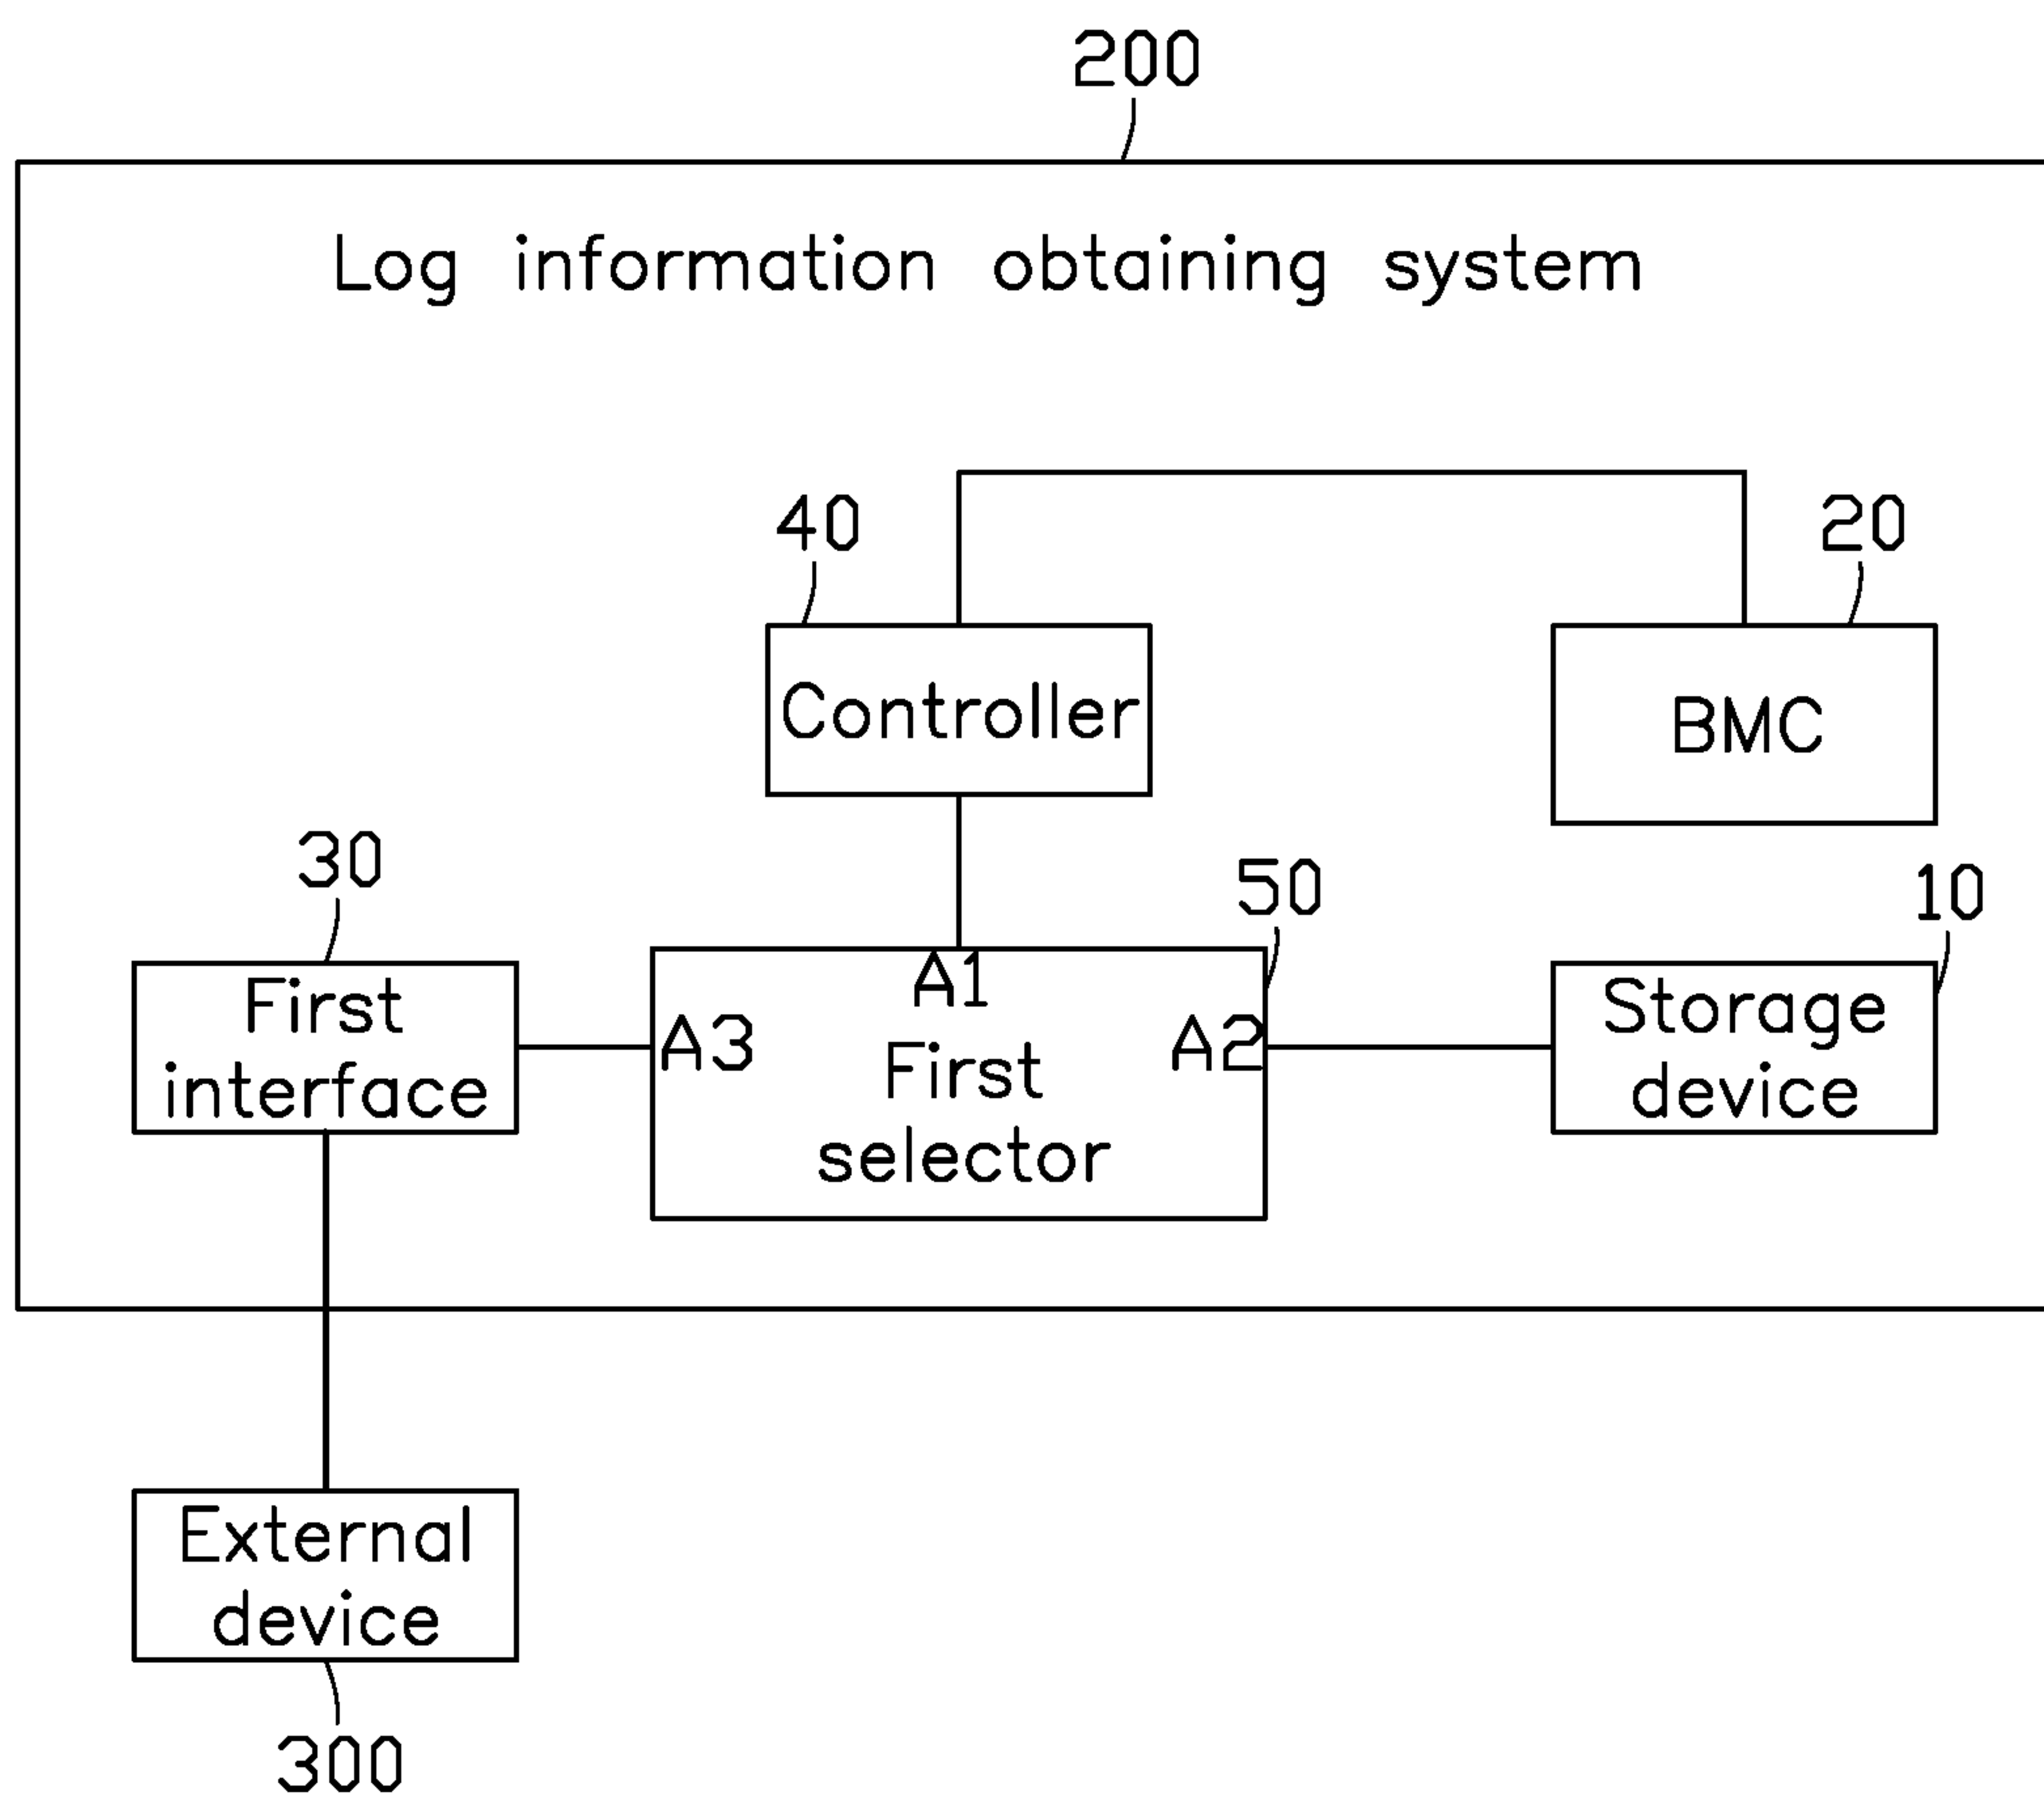 200
Log information obtaining system
40
20
Controller
BMC
30
50
10
First
interface
A1
A3
A2
First
selector
Storage
device
External
device
300